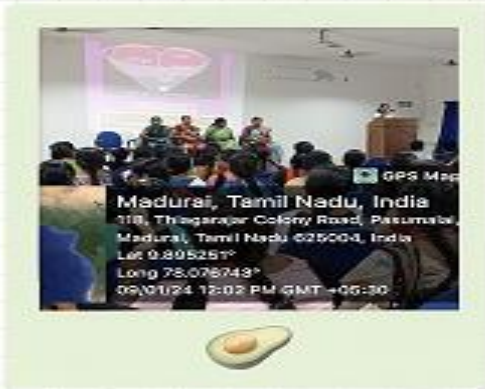 GPS Map
Madurai, Tamil Nadu, India
118, Thiagarajar Colony Road, Pasumalai,
Madurai, Tamil Nadu 625004, India
Lat 9.895251°
Long 78.076743°
09/01/24 12:02 PM GMT +05:30